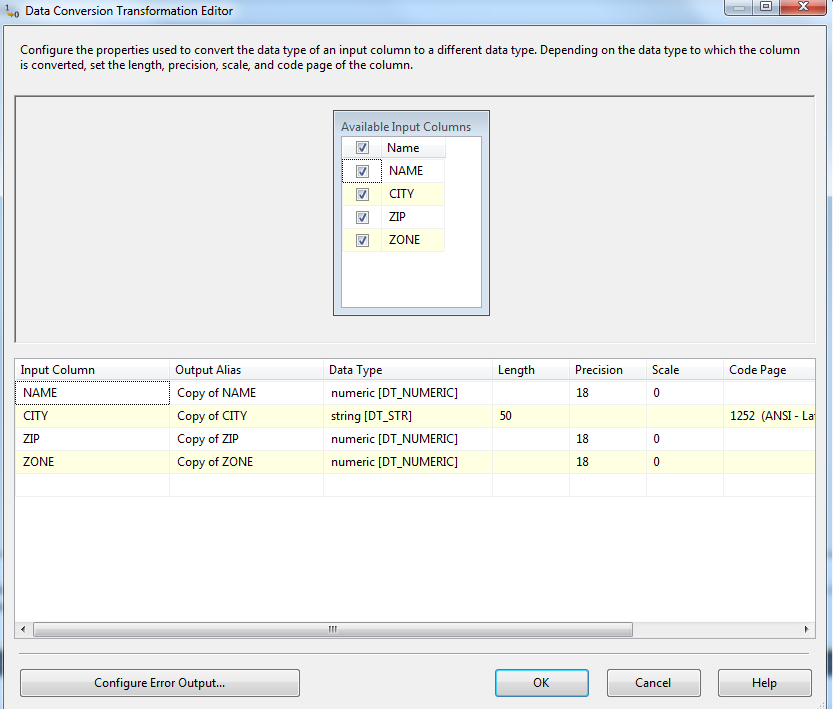 Data Conversion Transformation Editor
Configure the properties used to convert the data type of an input column to a different data type. Depending on the data type to which the column
is converted, set the length, precision, scale, and code page of the column.
Available Input Columns
Name
NAME
CITY
ZIP
ZONE
Input Column Output Alias Data Type Length Precision Scale Code Page
NAME Copy of NAME numeric [DT_NUMERIC] 18 0
CITY Copy of CITY string [DT_STR] 50 1252 (ANSI - La
ZIP Copy of ZIP numeric [DT_NUMERIC] 18 0
ZONE Copy of ZONE numeric [DT_NUMERIC] 18 0
Configure Error Output... OK Cancel Help